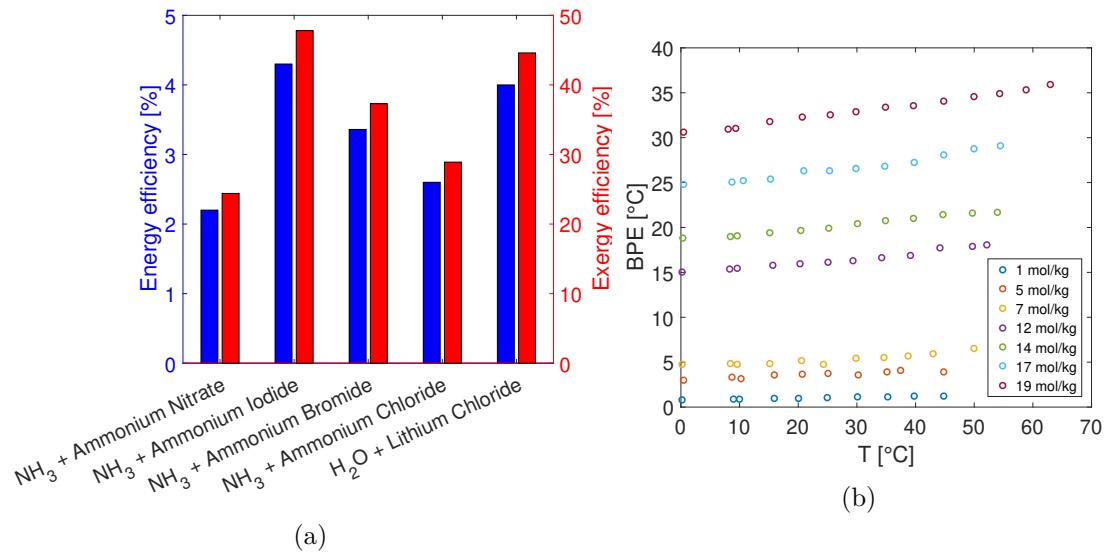 Energy efficiency [%]
0
1
2
3
4
5
Exergy efficiency [%]
0
10
20
30
40
50
NH3 + Ammonium Nitrate
NH3 + Ammonium Iodide
NH3 + Ammonium Bromide
NH3 + Ammonium Chloride
H2O + Lithium Chloride
(a)
BPE [°C]
40
35
30
25
20
15
10
5
0
0 10 20 30 40 50 60 70
T [°C]
1 mol/kg
5 mol/kg
7 mol/kg
12 mol/kg
14 mol/kg
17 mol/kg
19 mol/kg
(b)